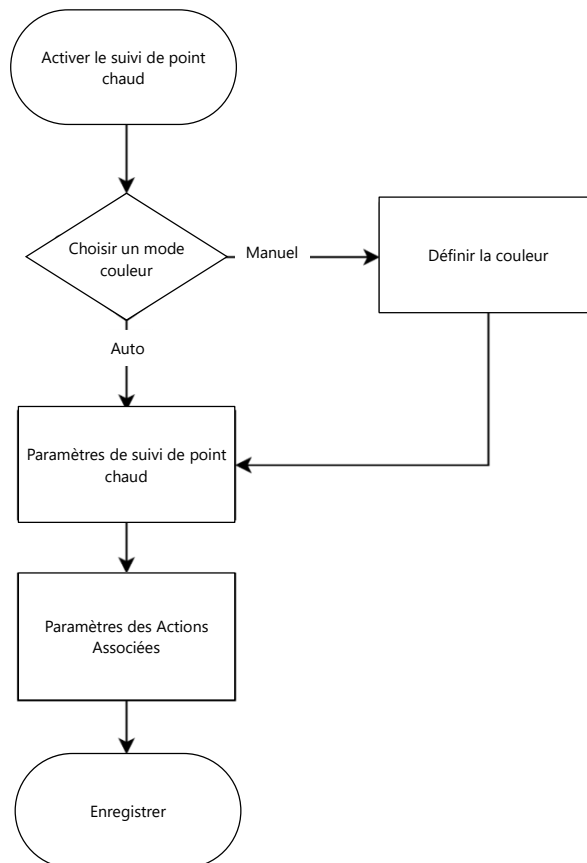 Activer le suivi de point
chaud
Choisir un mode
couleur
Manuel
Définir la couleur
Auto
Paramètres de suivi de point
chaud
Paramètres des Actions
Associées
Enregistrer